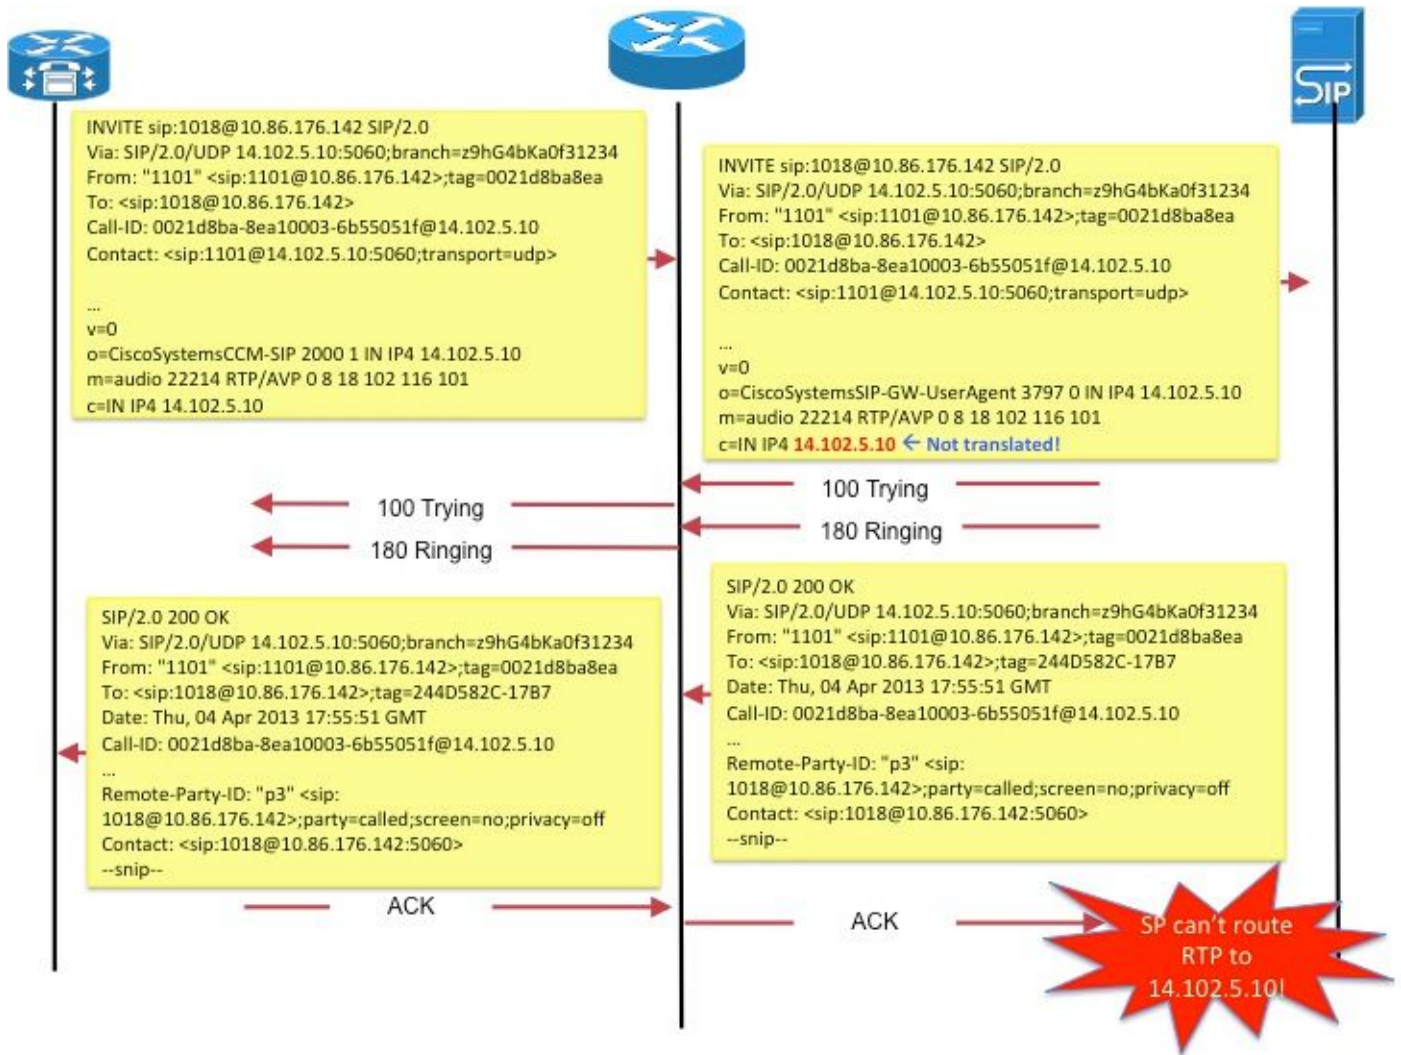 SIP
INVITE sip:1018@10.86.176.142 SIP/2.0
Via: SIP/2.0/UDP 14.102.5.10:5060;branch=z9hG4bKa0f31234
From: "1101" <sip:1101@10.86.176.142>;tag=0021d8ba8ea
To: <sip:1018@10.86.176.142>
Call-ID: 0021d8ba-8ea10003-6b55051f@14.102.5.10
Contact: <sip:1101@14.102.5.10:5060;transport=udp>
...
v=0
o=CiscoSystemsCCM-SIP 2000 1 IN IP4 14.102.5.10
m=audio 22214 RTP/AVP 0 8 18 102 116 101
c=IN IP4 14.102.5.10
INVITE sip:1018@10.86.176.142 SIP/2.0
Via: SIP/2.0/UDP 14.102.5.10:5060;branch=z9hG4bKa0f31234
From: "1101" <sip:1101@10.86.176.142>;tag=0021d8ba8ea
To: <sip:1018@10.86.176.142>
Call-ID: 0021d8ba-8ea10003-6b55051f@14.102.5.10
Contact: <sip:1101@14.102.5.10:5060;transport=udp>
...
v=0
o=CiscoSystemsSIP-GW-UserAgent 3797 0 IN IP4 14.102.5.10
m=audio 22214 RTP/AVP 0 8 18 102 116 101
c=IN IP4 14.102.5.10 ← Not translated!
100 Trying
100 Trying
180 Ringing
180 Ringing
SIP/2.0 200 OK
Via: SIP/2.0/UDP 14.102.5.10:5060;branch=z9hG4bKa0f31234
From: "1101" <sip:1101@10.86.176.142>;tag=0021d8ba8ea
To: <sip:1018@10.86.176.142>;tag=244D582C-17B7
Date: Thu, 04 Apr 2013 17:55:51 GMT
Call-ID: 0021d8ba-8ea10003-6b55051f@14.102.5.10
...
Remote-Party-ID: "p3" <sip:
1018@10.86.176.142>;party=called;screen=no;privacy=off
Contact: <sip:1018@10.86.176.142:5060>
--snip--
SIP/2.0 200 OK
Via: SIP/2.0/UDP 14.102.5.10:5060;branch=z9hG4bKa0f31234
From: "1101" <sip:1101@10.86.176.142>;tag=0021d8ba8ea
To: <sip:1018@10.86.176.142>;tag=244D582C-17B7
Date: Thu, 04 Apr 2013 17:55:51 GMT
Call-ID: 0021d8ba-8ea10003-6b55051f@14.102.5.10
...
Remote-Party-ID: "p3" <sip:
1018@10.86.176.142>;party=called;screen=no;privacy=off
Contact: <sip:1018@10.86.176.142:5060>
--snip--
ACK
ACK
SP can't route
RTP to
14.102.5.10!